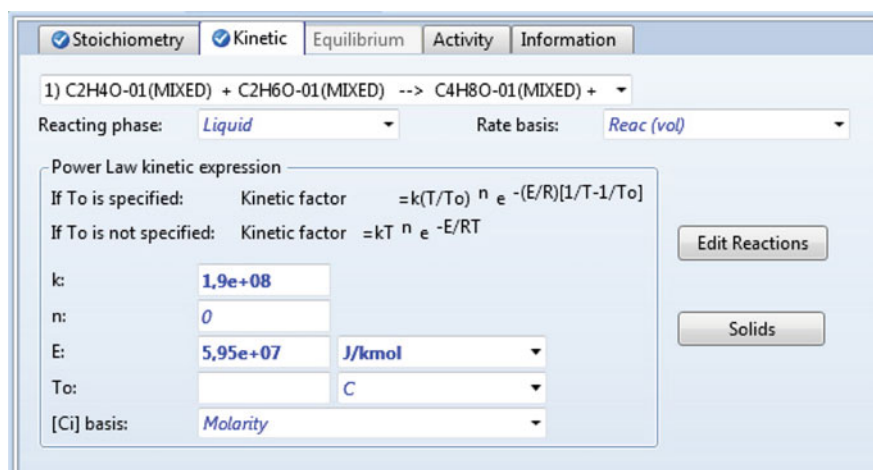 Stoichiometry Kinetic Equilibrium Activity Information
1) C2H4O-01(MIXED) + C2H6O-01(MIXED) --> C4H8O-01(MIXED) +
Reacting phase: Liquid Rate basis: Reac (vol)
Power Law kinetic expression
If To is specified: Kinetic factor =k(T/To) n e -(E/R)[1/T-1/To]
If To is not specified: Kinetic factor =kT n e -E/RT
Edit Reactions
k: 1,9e+08
n: 0
Solids
E: 5,95e+07 J/kmol
To: C
[Ci] basis: Molarity